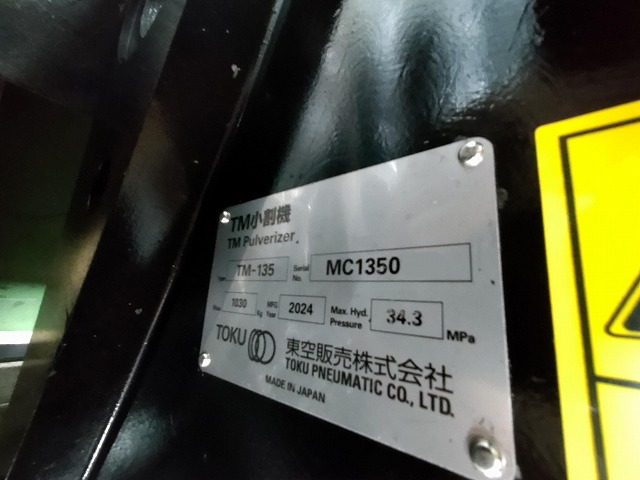 TM小割機
TM Pulverizer
Type TM-135 Serial No. MC1350
Mass 1030 Kg MFG Year 2024 Max. Hyd. Pressure 34.3 MPa
TOKU 東空販売株式会社
TOKU PNEUMATIC CO., LTD.
MADE IN JAPAN